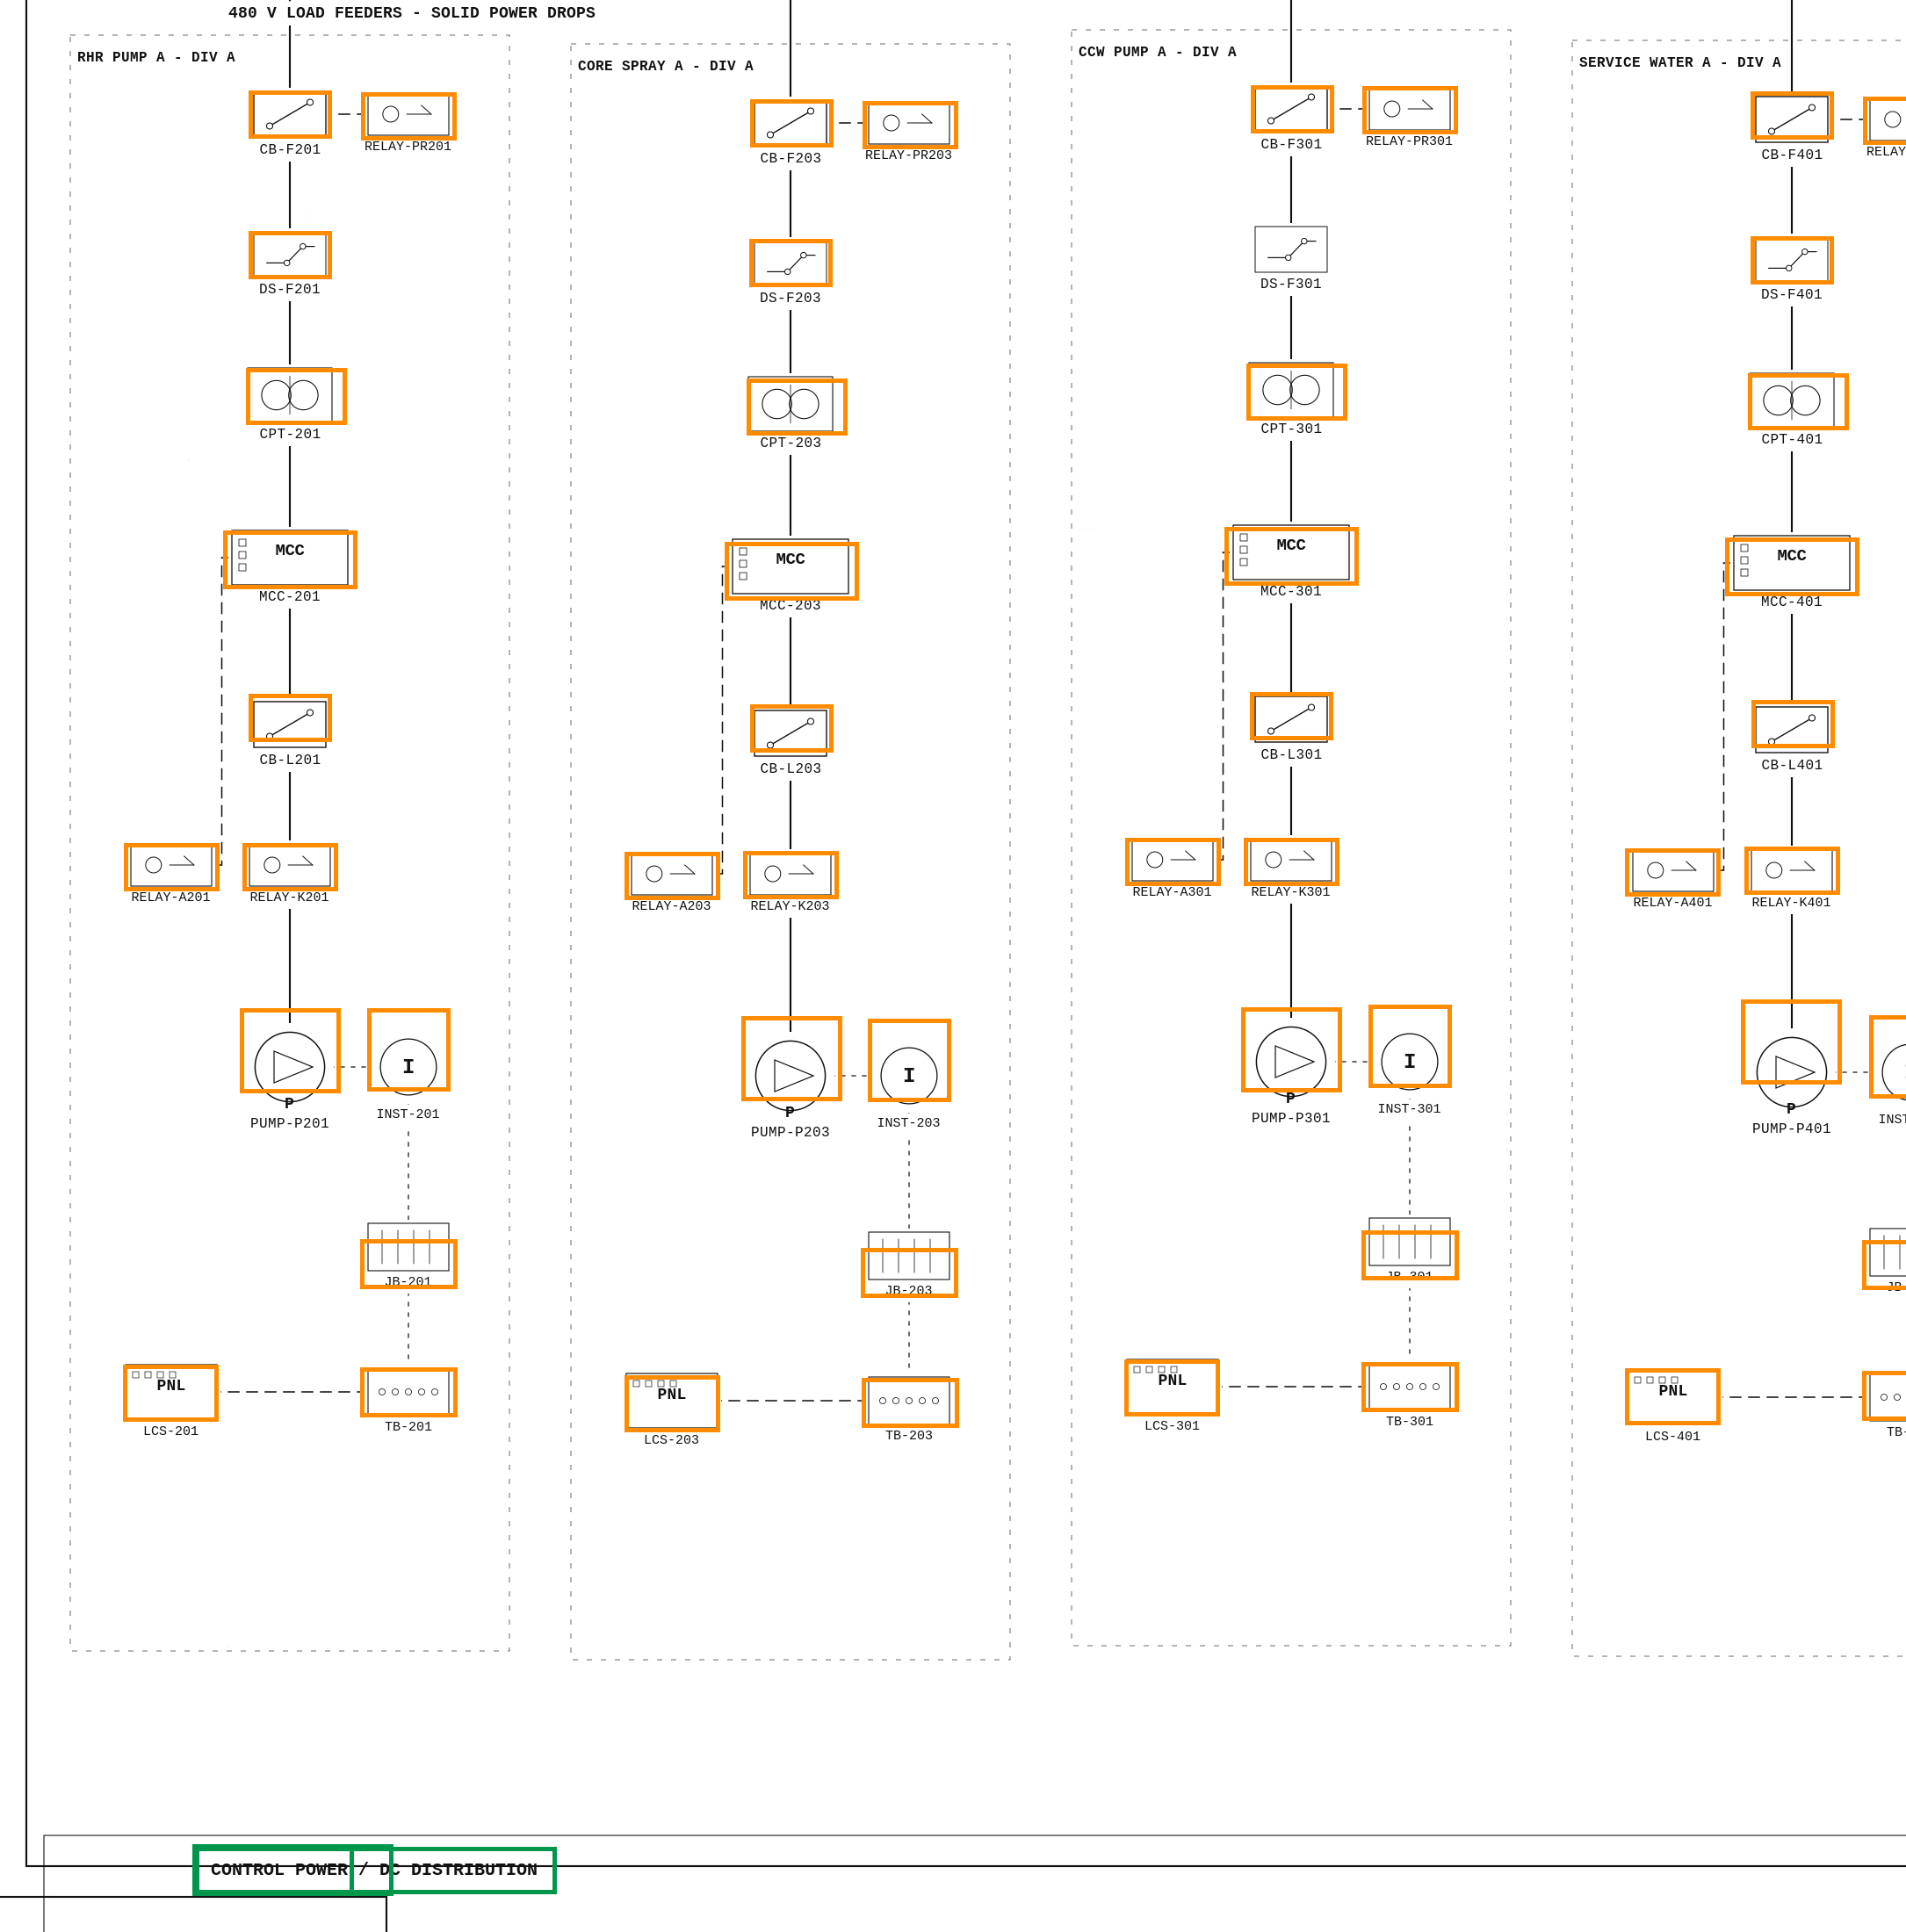 480 V LOAD FEEDERS - SOLID POWER DROPS
RHR PUMP A - DIV A
CB-F201
RELAY-PR201
DS-F201
CPT-201
MCC
MCC-201
CB-L201
RELAY-A201
RELAY-K201
I
P
PUMP-P201
INST-201
JB-201
PNL
LCS-201
TB-201
CORE SPRAY A - DIV A
CB-F203
RELAY-PR203
DS-F203
CPT-203
MCC
MCC-203
CB-L203
RELAY-A203
RELAY-K203
I
P
PUMP-P203
INST-203
JB-203
PNL
LCS-203
TB-203
CCW PUMP A - DIV A
CB-F301
RELAY-PR301
DS-F301
CPT-301
MCC
MCC-301
CB-L301
RELAY-A301
RELAY-K301
I
P
PUMP-P301
INST-301
JB-301
PNL
LCS-301
TB-301
SERVICE WATER A - DIV A
CB-F401
RELAY
DS-F401
CPT-401
MCC
MCC-401
CB-L401
RELAY-A401
RELAY-K401
P
PUMP-P401
INST
JB-
PNL
LCS-401
TB-
CONTROL POWER / DC DISTRIBUTION